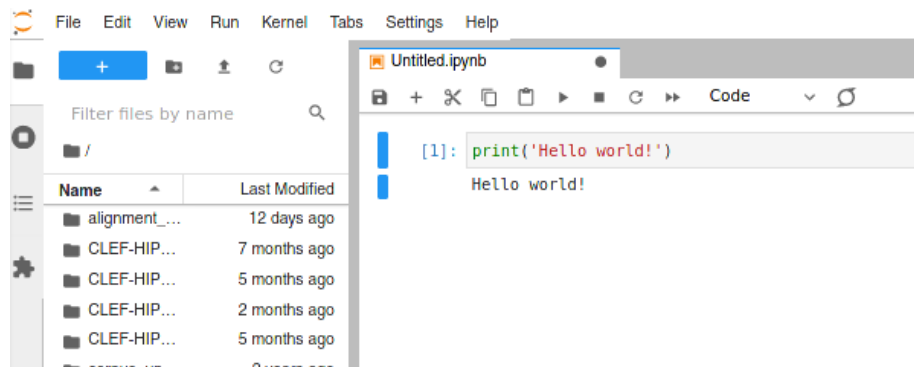 File Edit View Run Kernel Tabs Settings Help
+
Filter files by name
/
Name Last Modified
alignment_... 12 days ago
CLEF-HIP... 7 months ago
CLEF-HIP... 5 months ago
CLEF-HIP... 2 months ago
CLEF-HIP... 5 months ago
Untitled.ipynb
Code
[1]: print('Hello world!')
Hello world!